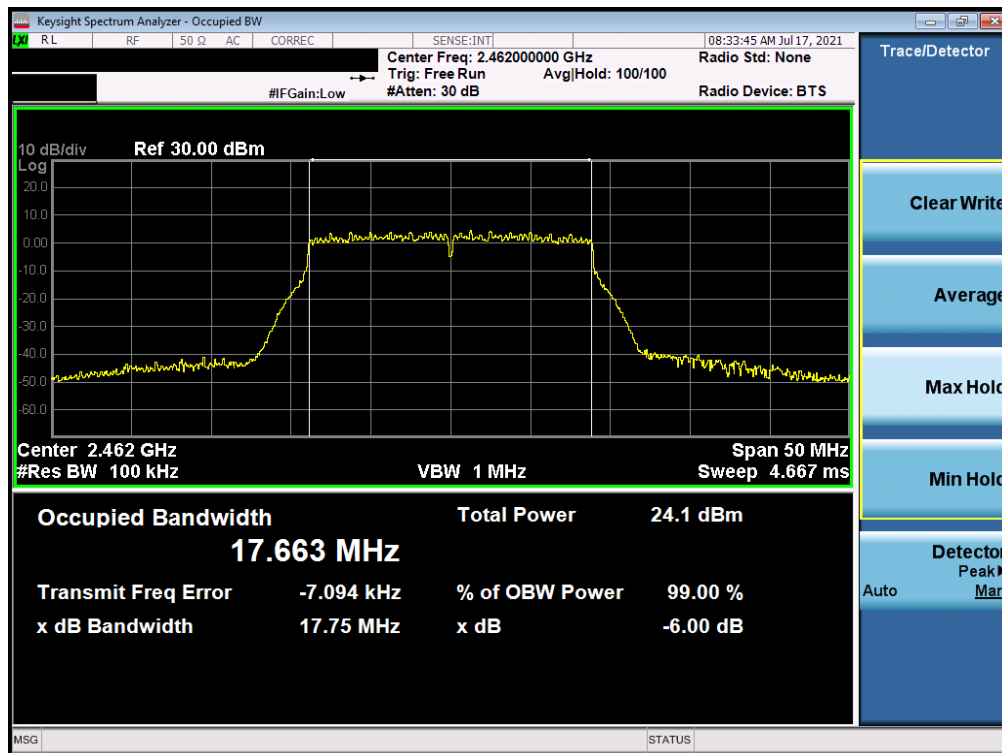 Keysight Spectrum Analyzer - Occupied BW
LXI RL RF 50 Ω AC CORREC SENSE:INT 08:33:45 AM Jul 17, 2021
Center Freq: 2.462000000 GHz Radio Std: None
Trig: Free Run Avg|Hold: 100/100
#IFGain:Low #Atten: 30 dB Radio Device: BTS
Trace/Detector
10 dB/div Ref 30.00 dBm
Log
20.0
10.0
0.00
-10.0
-20.0
-30.0
-40.0
-50.0
-60.0
Center 2.462 GHz Span 50 MHz
#Res BW 100 kHz VBW 1 MHz Sweep 4.667 ms
Occupied Bandwidth Total Power 24.1 dBm
17.663 MHz
Transmit Freq Error -7.094 kHz % of OBW Power 99.00 %
x dB Bandwidth 17.75 MHz x dB -6.00 dB
Clear Write
Average
Max Hold
Min Hold
Detector
Peak
Auto Man
MSG STATUS